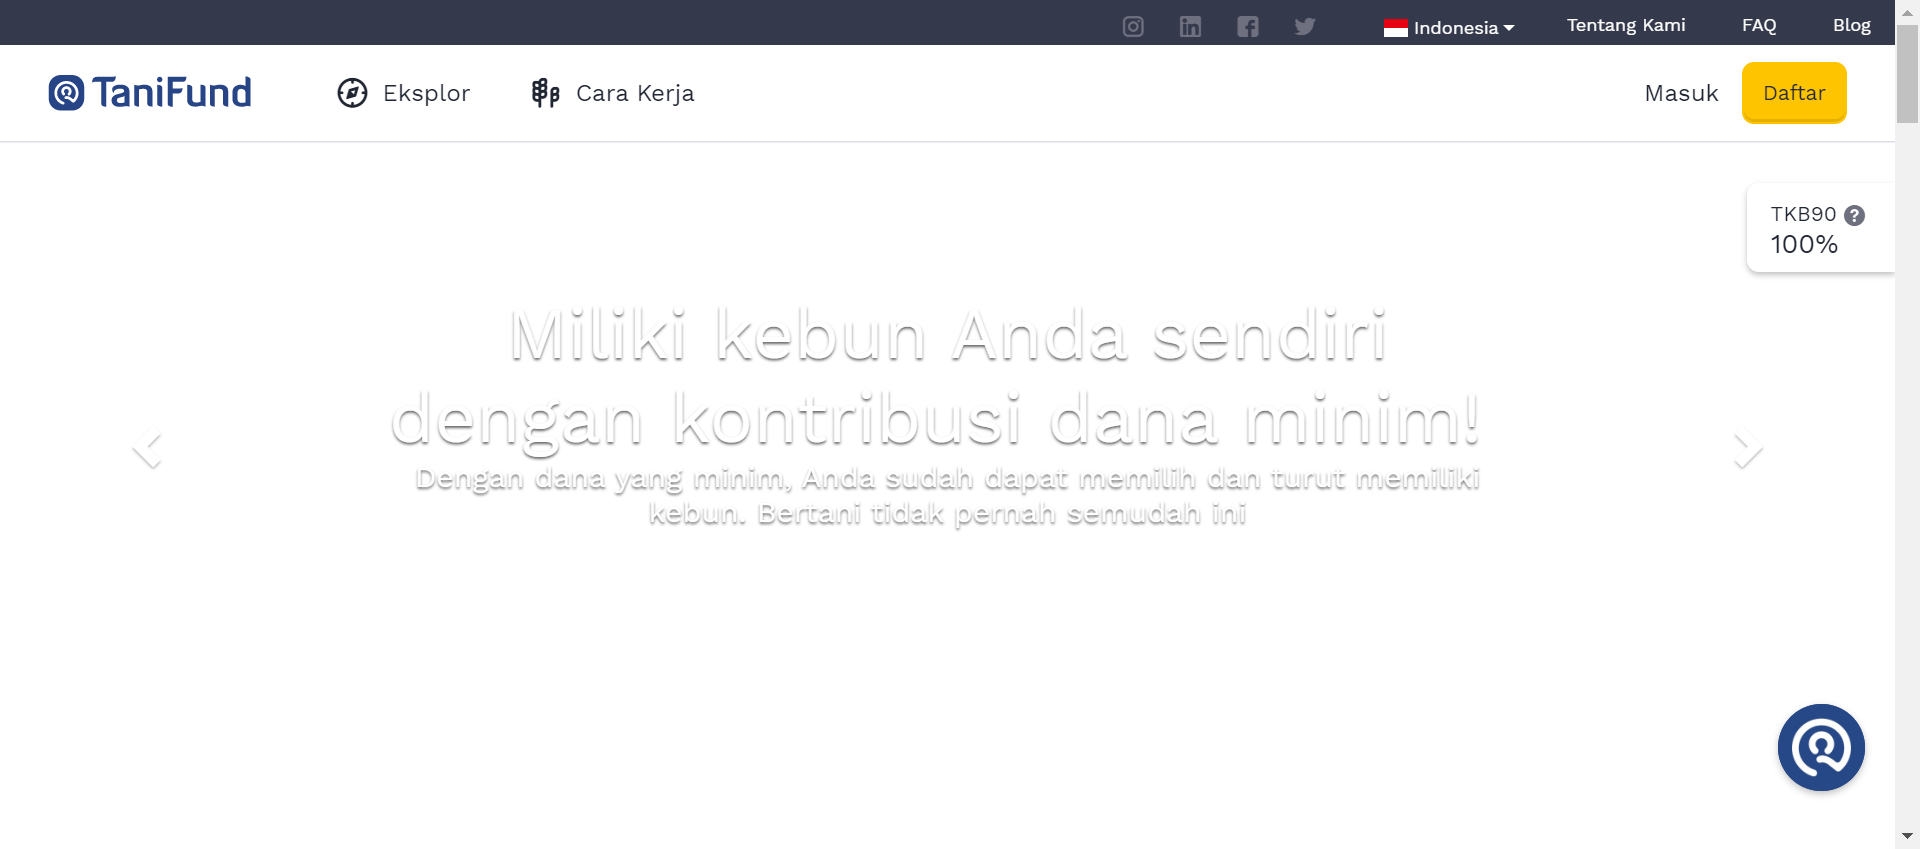 Indonesia
Tentang Kami
FAQ
Blog
TaniFund
Eksplor
Cara Kerja
Masuk
Daftar
TKB90 ?
100%
Miliki kebun Anda sendiri
dengan kontribusi dana minim!
Dengan dana yang minim, Anda sudah dapat memilih dan turut memiliki
kebun. Bertani tidak pernah semudah ini